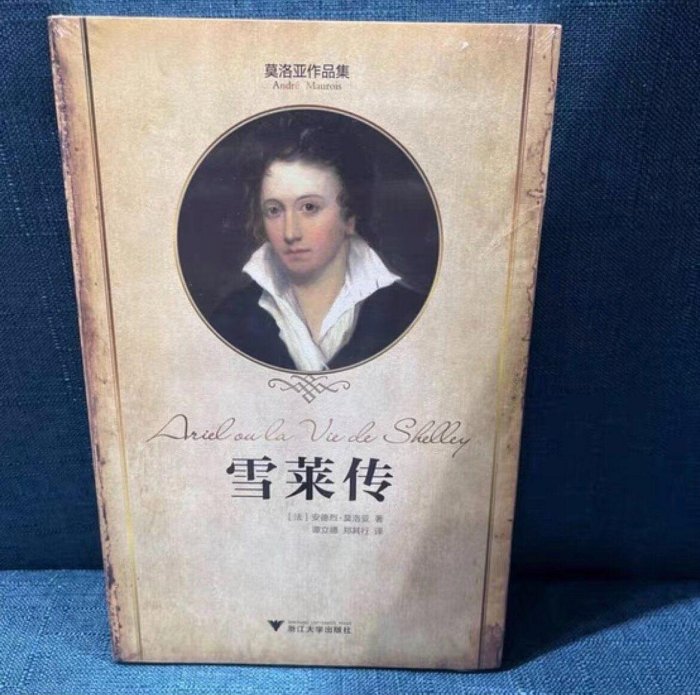 莫洛亚作品集
André Maurois
Ariel ou la Vie de Shelley
雪莱传
［法］安德烈·莫洛亚 著
谭立德 郑其行 译
浙江大学出版社